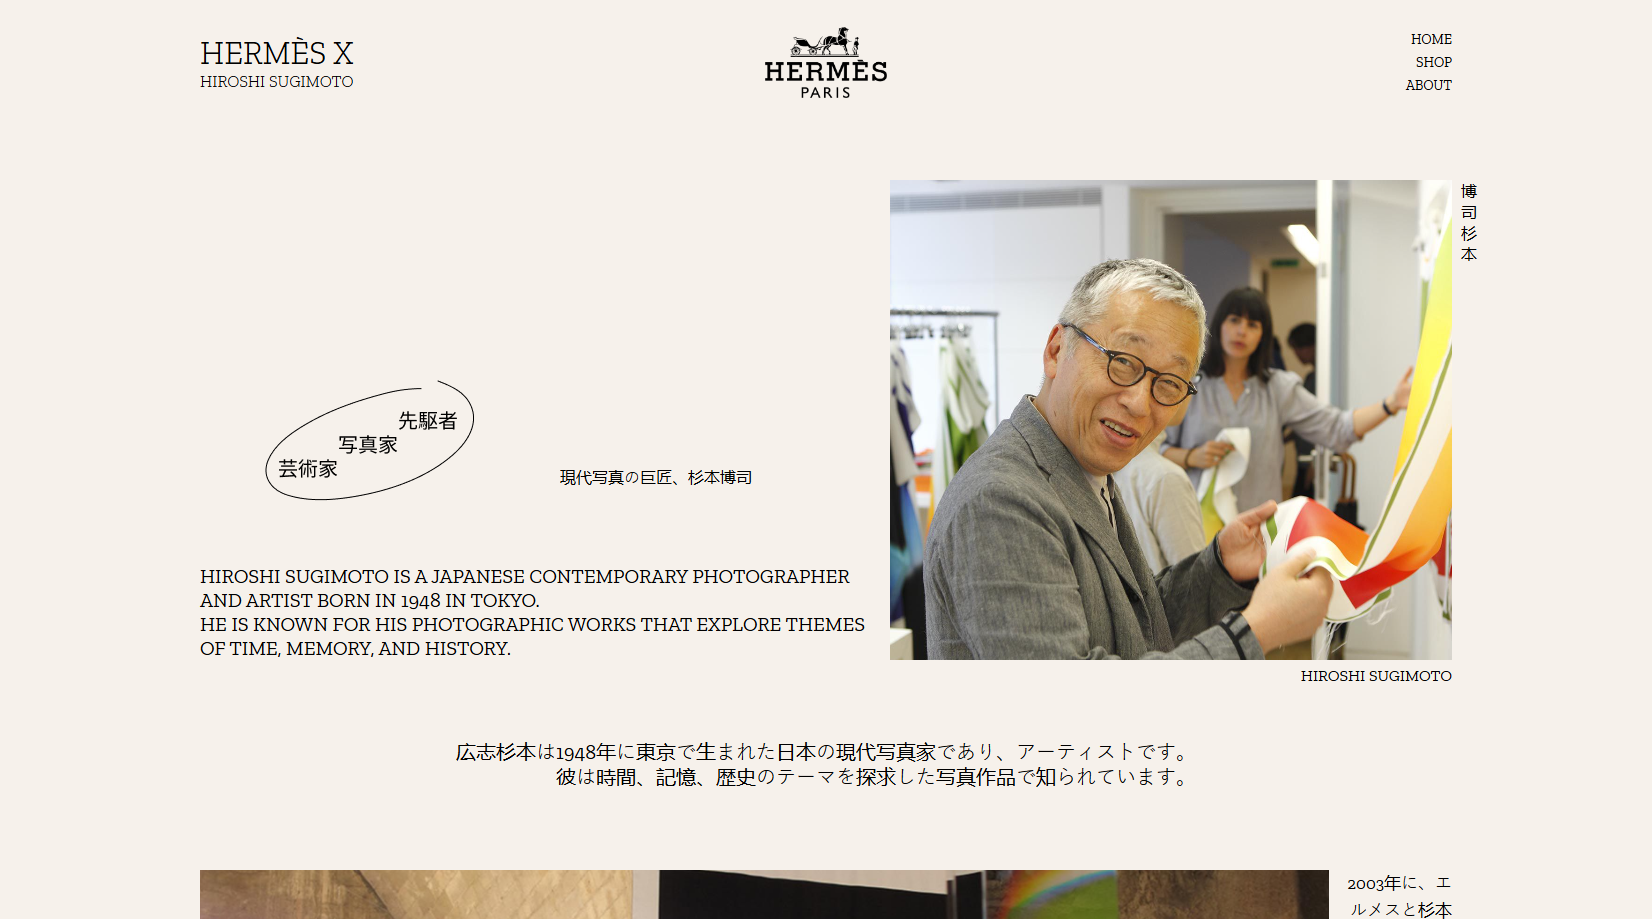 HERMÈS X
HIROSHI SUGIMOTO
HERMÈS
PARIS
HOME
SHOP
ABOUT
博司杉本
先駆者
写真家
芸術家
現代写真の巨匠、杉本博司
HIROSHI SUGIMOTO IS A JAPANESE CONTEMPORARY PHOTOGRAPHER
AND ARTIST BORN IN 1948 IN TOKYO.
HE IS KNOWN FOR HIS PHOTOGRAPHIC WORKS THAT EXPLORE THEMES
OF TIME, MEMORY, AND HISTORY.
HIROSHI SUGIMOTO
広志杉本は1948年に東京で生まれた日本の現代写真家であり、アーティストです。
彼は時間、記憶、歴史のテーマを探求した写真作品で知られています。
2003年に、エ
ルメスと杉本